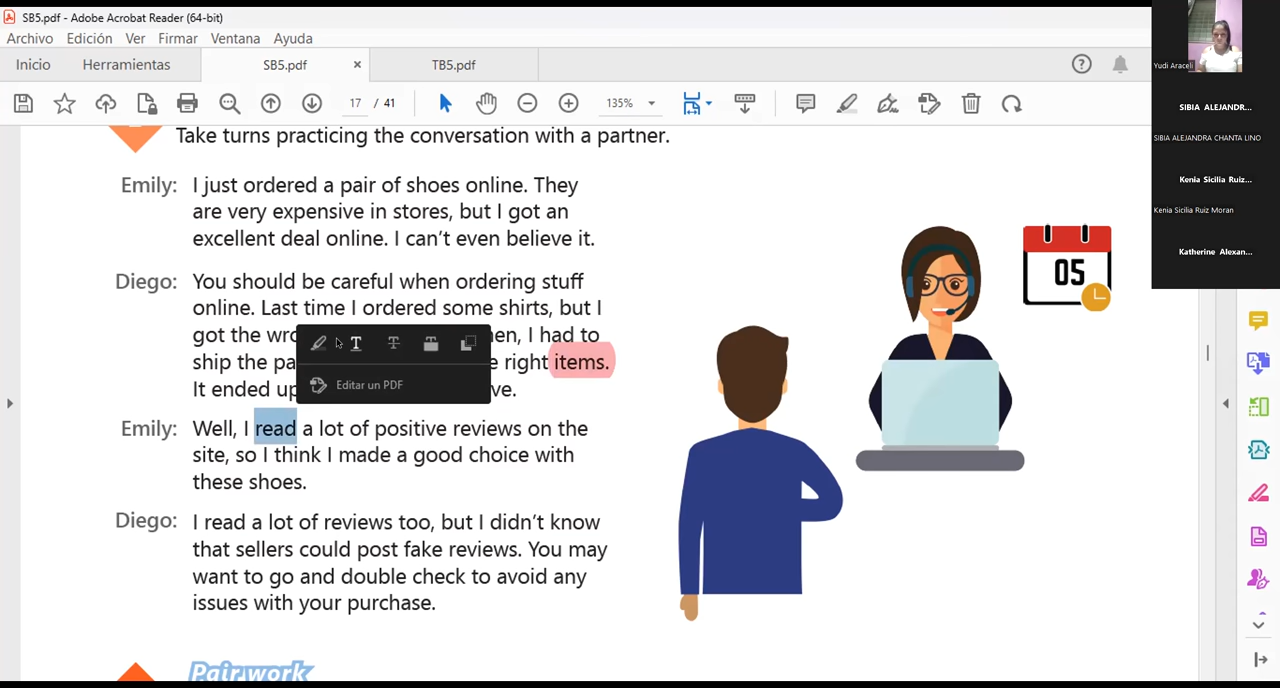 SB5.pdf - Adobe Acrobat Reader (64-bit)
Archivo Edición Ver Firmar Ventana Ayuda
Inicio Herramientas SB5.pdf × TB5.pdf
17 / 41 135%
Take turns practicing the conversation with a partner.
Emily: I just ordered a pair of shoes online. They
are very expensive in stores, but I got an
excellent deal online. I can't even believe it.
Diego: You should be careful when ordering stuff
online. Last time I ordered some shirts, but I
got the hen, I had to
ship the right items.
It ended
Editar un PDF
Emily: Well, I read a lot of positive reviews on the
site, so I think I made a good choice with
these shoes.
Diego: I read a lot of reviews too, but I didn't know
that sellers could post fake reviews. You may
want to go and double check to avoid any
issues with your purchase.
Pair work
05
Yudi Araceli
SIBIA ALEJANDR...
SIBIA ALEJANDRA CHANTA LINO
Kenia Sicilia Ruiz...
Kenia Sicilia Ruiz Moran
Katherine Alexan...